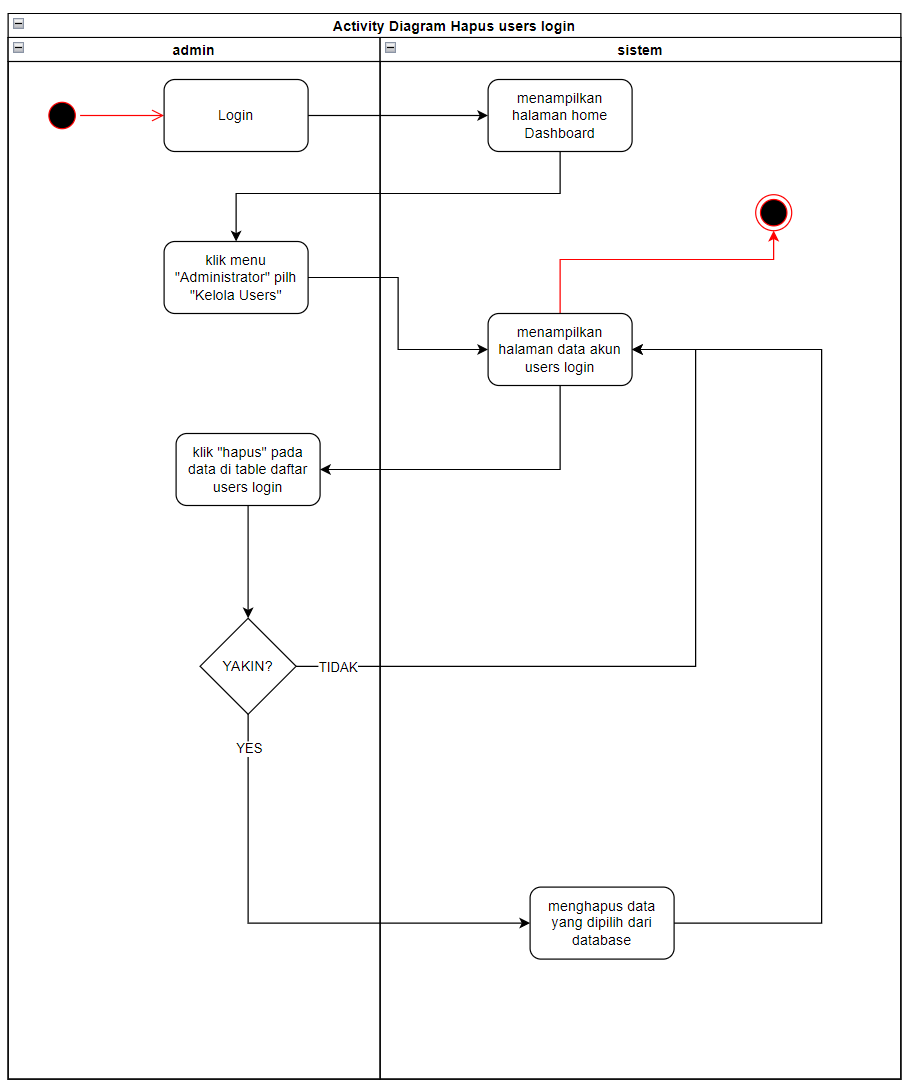 Activity Diagram Hapus users login
admin
sistem
Login
menampilkan
halaman home
Dashboard
klik menu
"Administrator" pilh
"Kelola Users"
menampilkan
halaman data akun
users login
klik "hapus" pada
data di table daftar
users login
YAKIN?
TIDAK
YES
menghapus data
yang dipilih dari
database